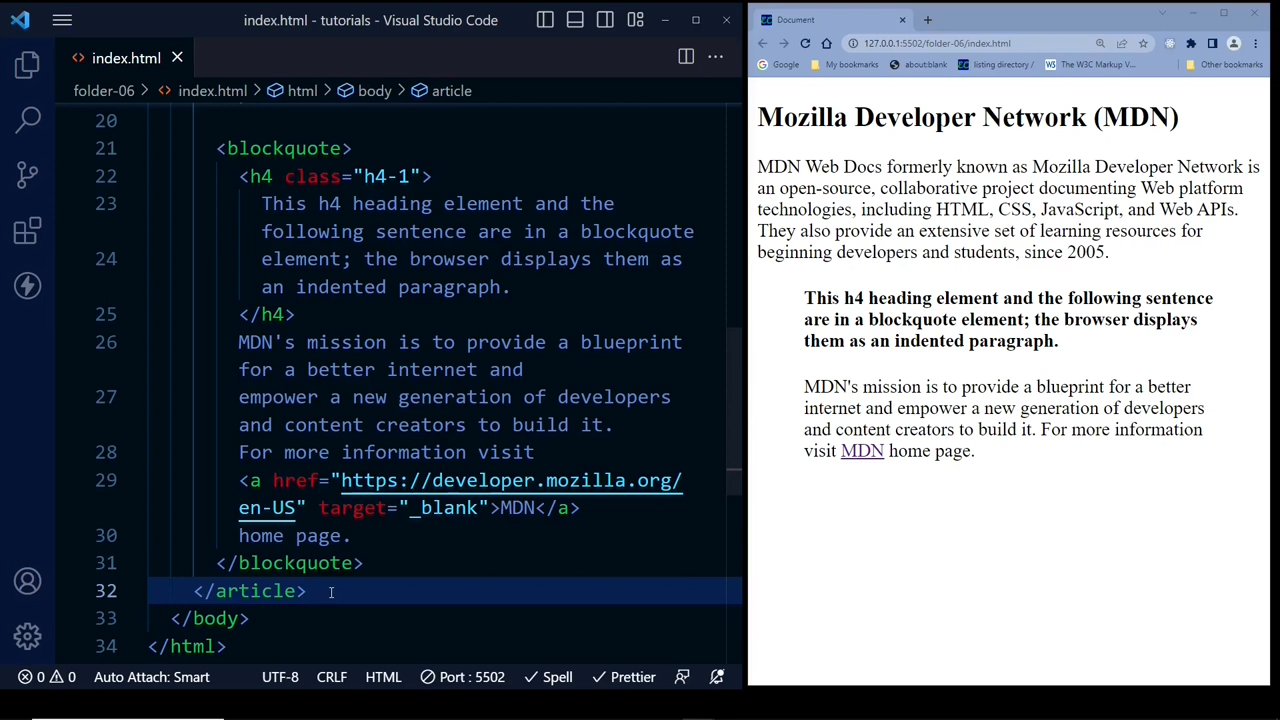 index.html - tutorials - Visual Studio Code
index.html
folder-06 > index.html > html > body > article
20
21 <blockquote>
22 <h4 class="h4-1">
23 This h4 heading element and the
following sentence are in a blockquote
24 element; the browser displays them as
an indented paragraph.
25 </h4>
26 MDN's mission is to provide a blueprint
for a better internet and
27 empower a new generation of developers
and content creators to build it.
28 For more information visit
29 <a href="https://developer.mozilla.org/
en-US" target="_blank">MDN</a>
30 home page.
31 </blockquote>
32 </article>
33 </body>
34 </html>
0 0 Auto Attach: Smart UTF-8 CRLF HTML Port : 5502 Spell Prettier
Document
127.0.0.1:5502/folder-06/index.html
Google My bookmarks about:blank listing directory / The W3C Markup V... Other bookmarks
Mozilla Developer Network (MDN)
MDN Web Docs formerly known as Mozilla Developer Network is
an open-source, collaborative project documenting Web platform
technologies, including HTML, CSS, JavaScript, and Web APIs.
They also provide an extensive set of learning resources for
beginning developers and students, since 2005.
This h4 heading element and the following sentence
are in a blockquote element; the browser displays
them as an indented paragraph.
MDN's mission is to provide a blueprint for a better
internet and empower a new generation of developers
and content creators to build it. For more information
visit MDN home page.